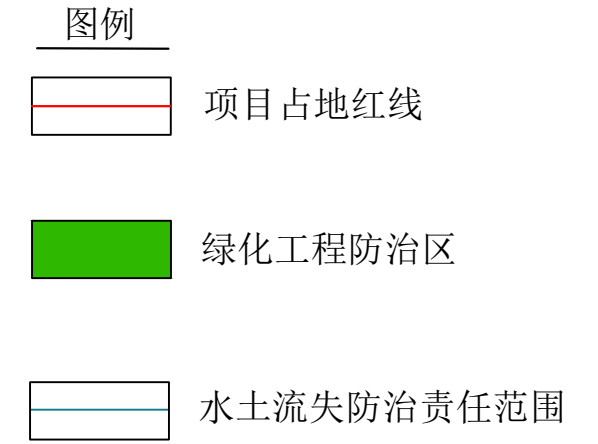 图例
项目占地红线
绿化工程防治区
水土流失防治责任范围